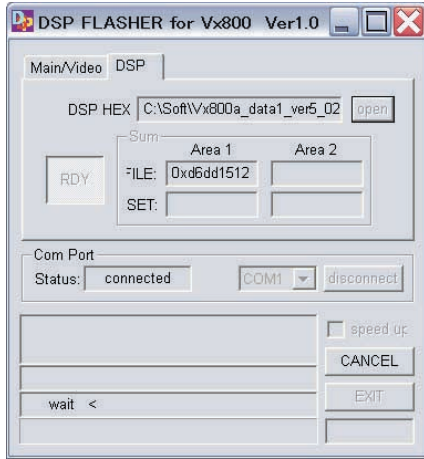 DSP FLASHER for Vx800 Ver1.0
Main/Video DSP
DSP HEX C:\Soft\Vx800a_data1_ver5_02 open
Sum
Area 1 Area 2
RDY FILE: 0xd6dd1512
SET:
Com Port
Status: connected COM1 disconnect
speed up
CANCEL
wait <
EXIT